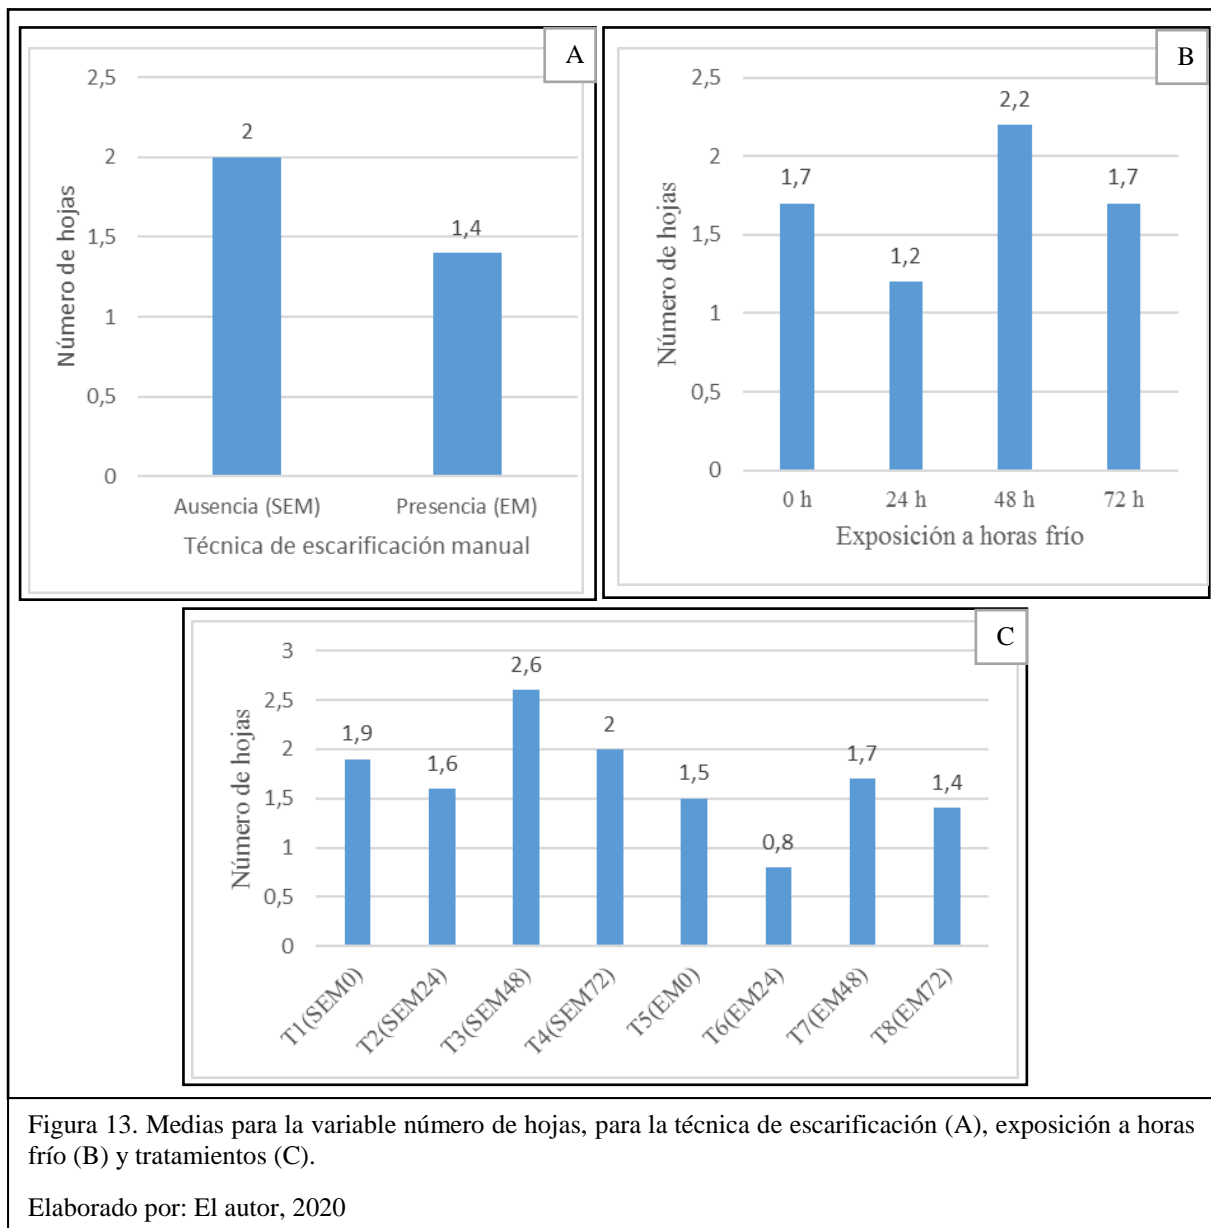 A
2,5
2
1,5
1
0,5
0
Número de hojas
2
1,4
Ausencia (SEM) Presencia (EM)
Técnica de escarificación manual
B
2,5
2
1,5
1
0,5
0
Número de hojas
1,7
1,2
2,2
1,7
0 h 24 h 48 h 72 h
Exposición a horas frío
C
3
2,5
2
1,5
1
0,5
0
Número de hojas
1,9
1,6
2,6
2
1,5
0,8
1,7
1,4
T1(SEM0)
T2(SEM24)
T3(SEM48)
T4(SEM72)
T5(EM0)
T6(EM24)
T7(EM48)
T8(EM72)
Figura 13. Medias para la variable número de hojas, para la técnica de escarificación (A), exposición a horas
frío (B) y tratamientos (C).
Elaborado por: El autor, 2020